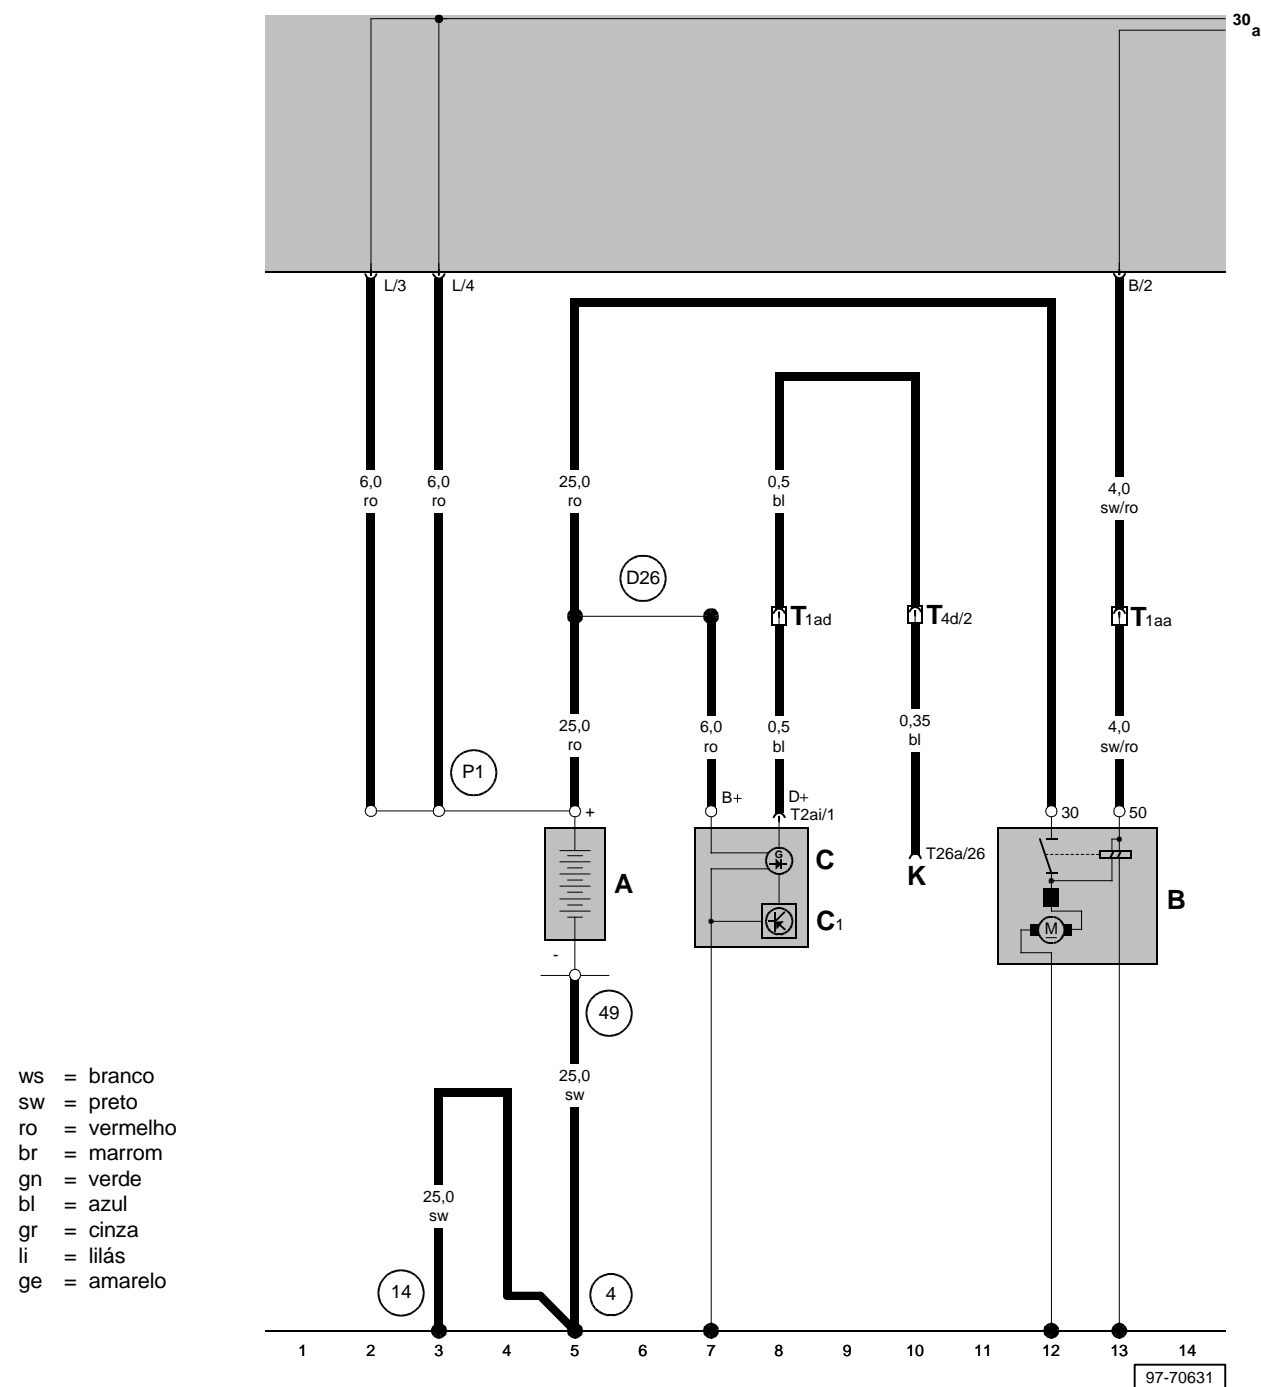 30
a
L/3
L/4
B/2
6,0
ro
6,0
ro
25,0
ro
0,5
bl
4,0
sw/ro
D26
T1ad
T4d/2
T1aa
25,0
ro
6,0
ro
0,5
bl
0,35
bl
4,0
sw/ro
P1
+
B+
D+
T2ai/1
30
50
A
G
C
C1
T26a/26
K
M
B
-
49
25,0
sw
ws = branco
sw = preto
ro = vermelho
br = marrom
gn = verde
bl = azul
gr = cinza
li = lilás
ge = amarelo
25,0
sw
14
4
1 2 3 4 5 6 7 8 9 10 11 12 13 14
97-70631